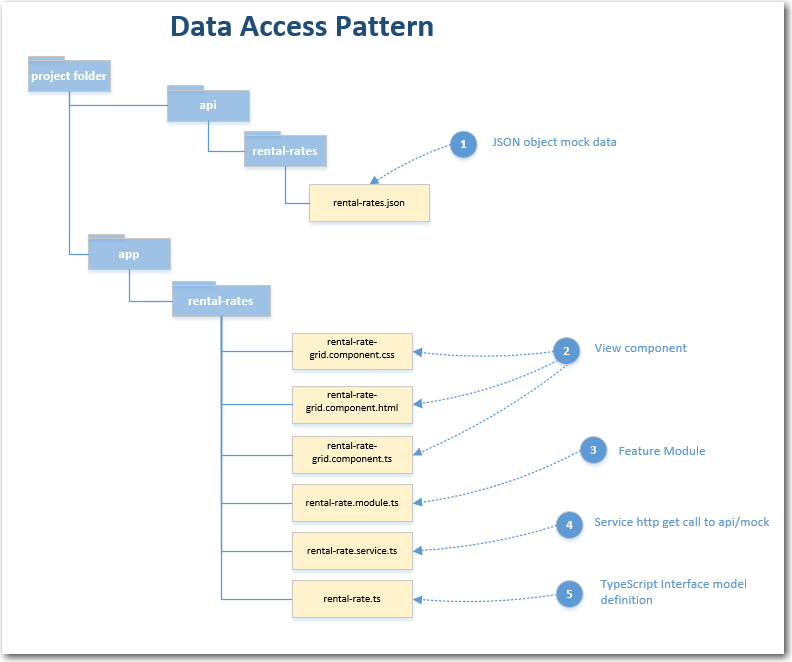 Data Access Pattern
project folder
api
rental-rates
1
JSON object mock data
rental-rates.json
app
rental-rates
rental-rate-
grid.component.css
2
View component
rental-rate-
grid.component.html
rental-rate-
grid.component.ts
3
Feature Module
rental-rate.module.ts
4
Service http get call to api/mock
rental-rate.service.ts
5
TypeScript Interface model
definition
rental-rate.ts